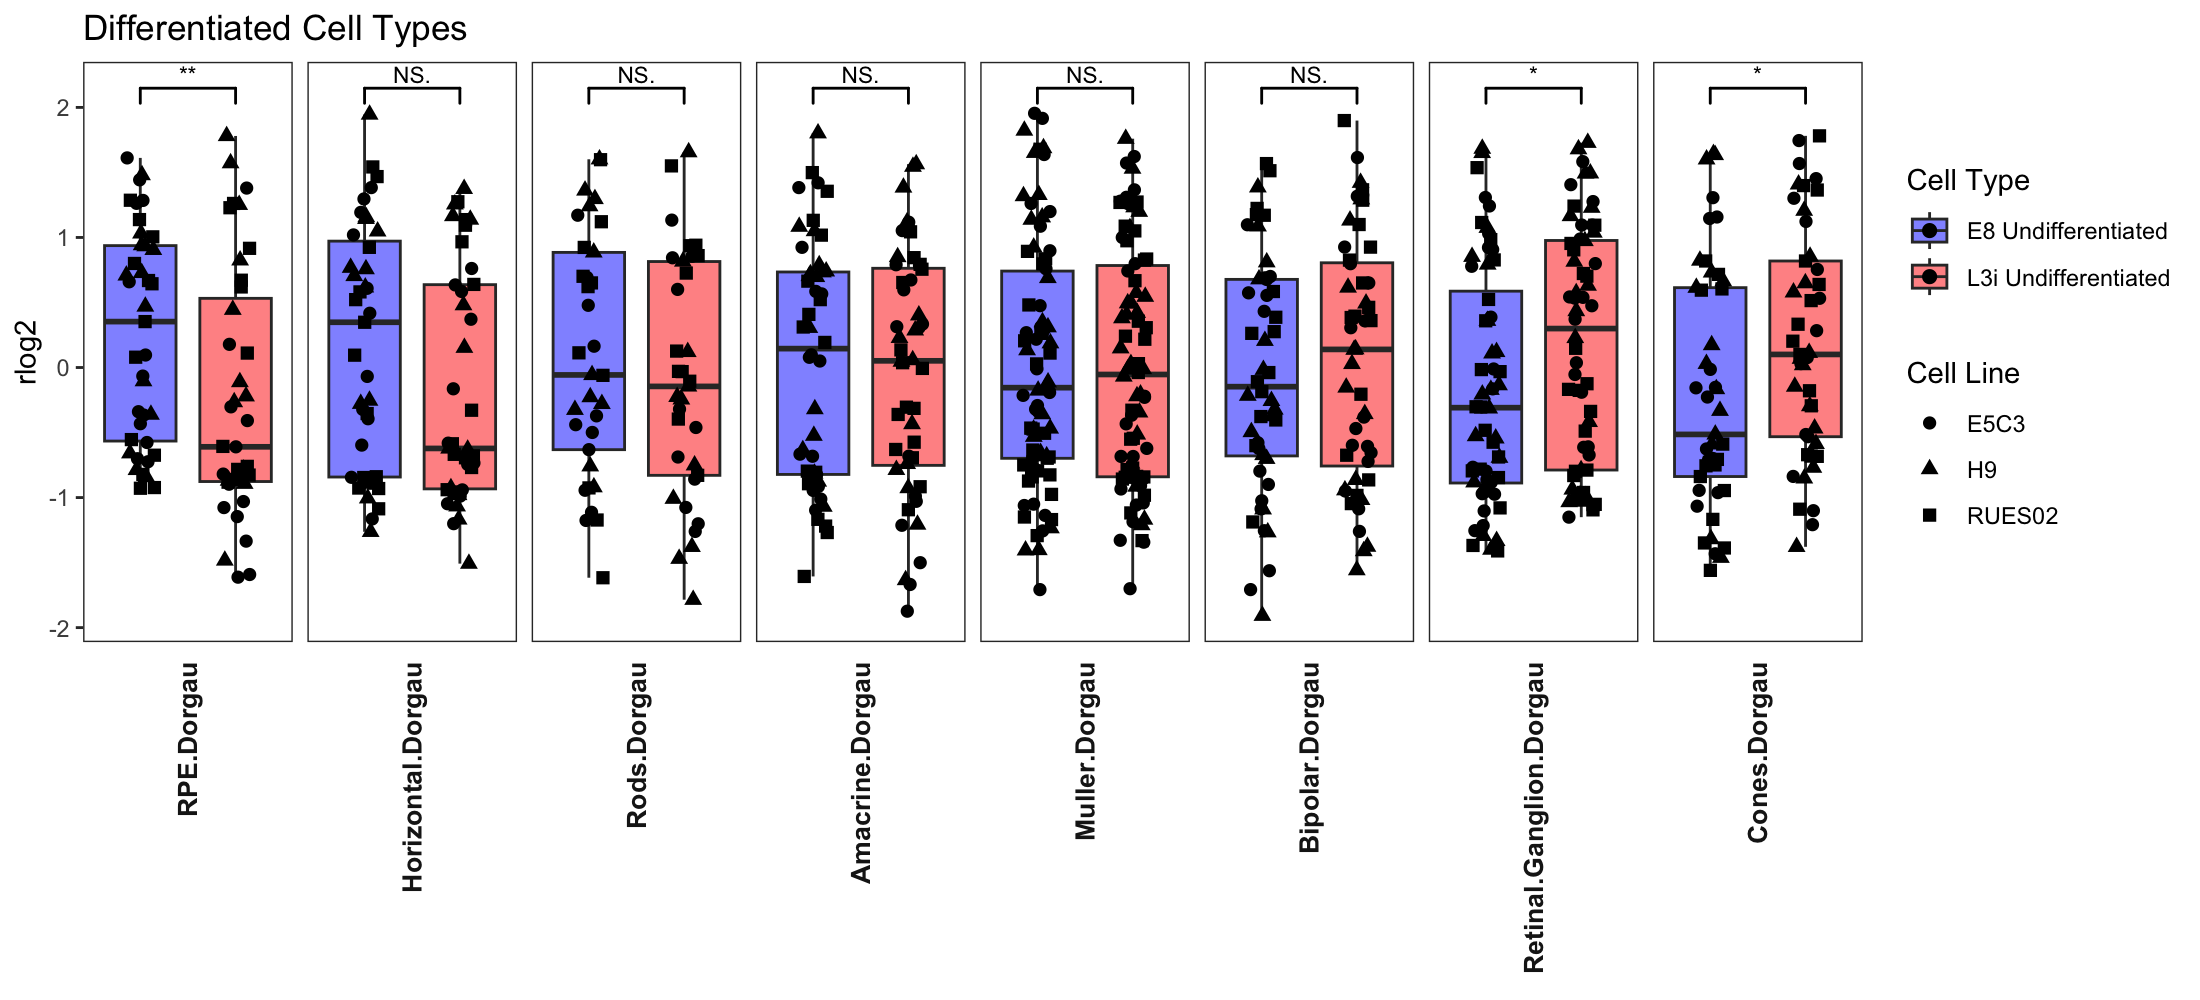 Differentiated Cell Types
** NS. NS. NS. NS. NS. * *
rlog2
2
1
0
-1
-2
RPE.Dorgau
Horizontal.Dorgau
Rods.Dorgau
Amacrine.Dorgau
Muller.Dorgau
Bipolar.Dorgau
Retinal.Ganglion.Dorgau
Cones.Dorgau
Cell Type
E8 Undifferentiated
L3i Undifferentiated
Cell Line
E5C3
H9
RUES02